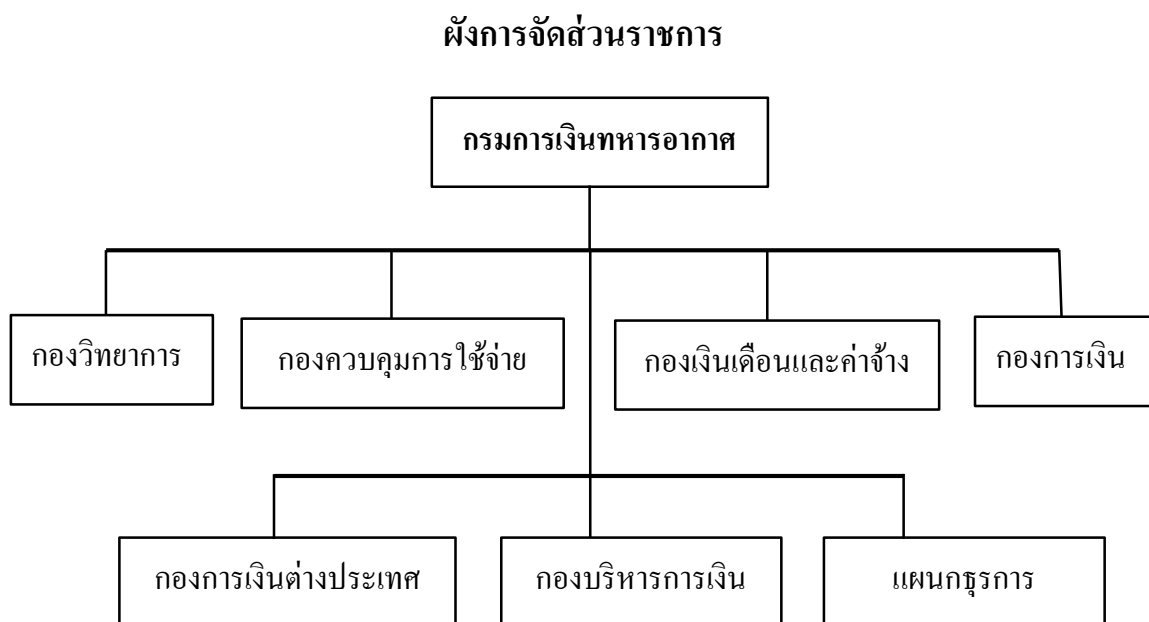 ผังการจัดส่วนราชการ
กรมการเงินทหารอากาศ
กองวิทยาการ
กองควบคุมการใช้จ่าย
กองเงินเดือนและค่าจ้าง
กองการเงิน
กองการเงินต่างประเทศ
กองบริหารการเงิน
แผนกธุรการ